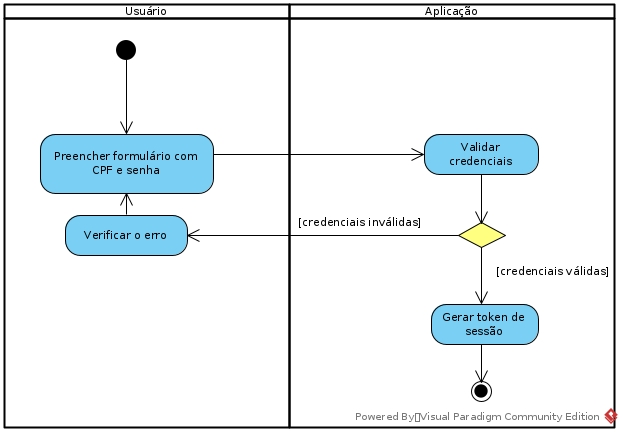 Usuário
Aplicação
Preencher formulário com
CPF e senha
Validar
credenciais
[credenciais inválidas]
Verificar o erro
[credenciais válidas]
Gerar token de
sessão
Powered By▯Visual Paradigm Community Edition